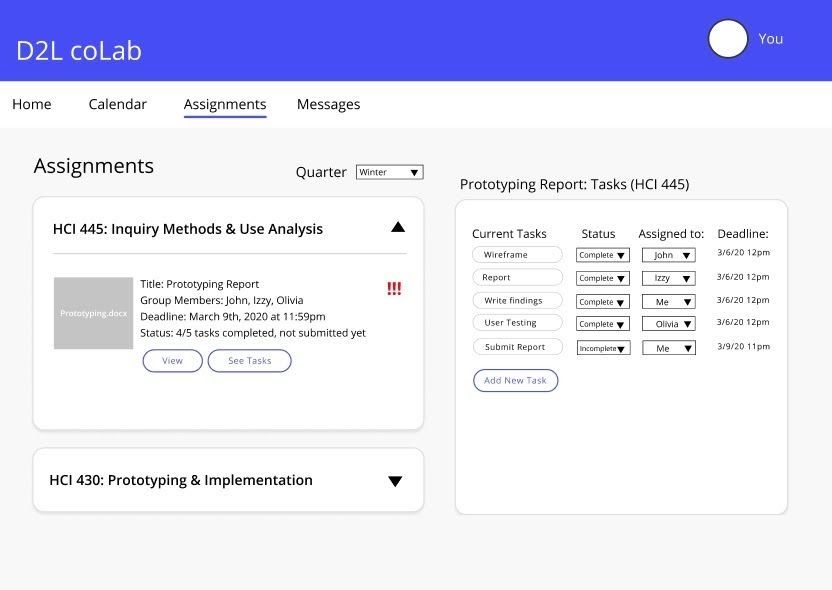 D2L coLab
You
Home Calendar Assignments Messages
Assignments
Quarter Winter
HCI 445: Inquiry Methods & Use Analysis
Prototyping.docx
Title: Prototyping Report
Group Members: John, Izzy, Olivia
Deadline: March 9th, 2020 at 11:59pm
Status: 4/5 tasks completed, not submitted yet
!!!
View See Tasks
HCI 430: Prototyping & Implementation
Prototyping Report: Tasks (HCI 445)
Current Tasks Status Assigned to: Deadline:
Wireframe Complete John 3/6/20 12pm
Report Complete Izzy 3/6/20 12pm
Write findings Complete Me 3/6/20 12pm
User Testing Complete Olivia 3/6/20 12pm
Submit Report Incomplete Me 3/9/20 11pm
Add New Task